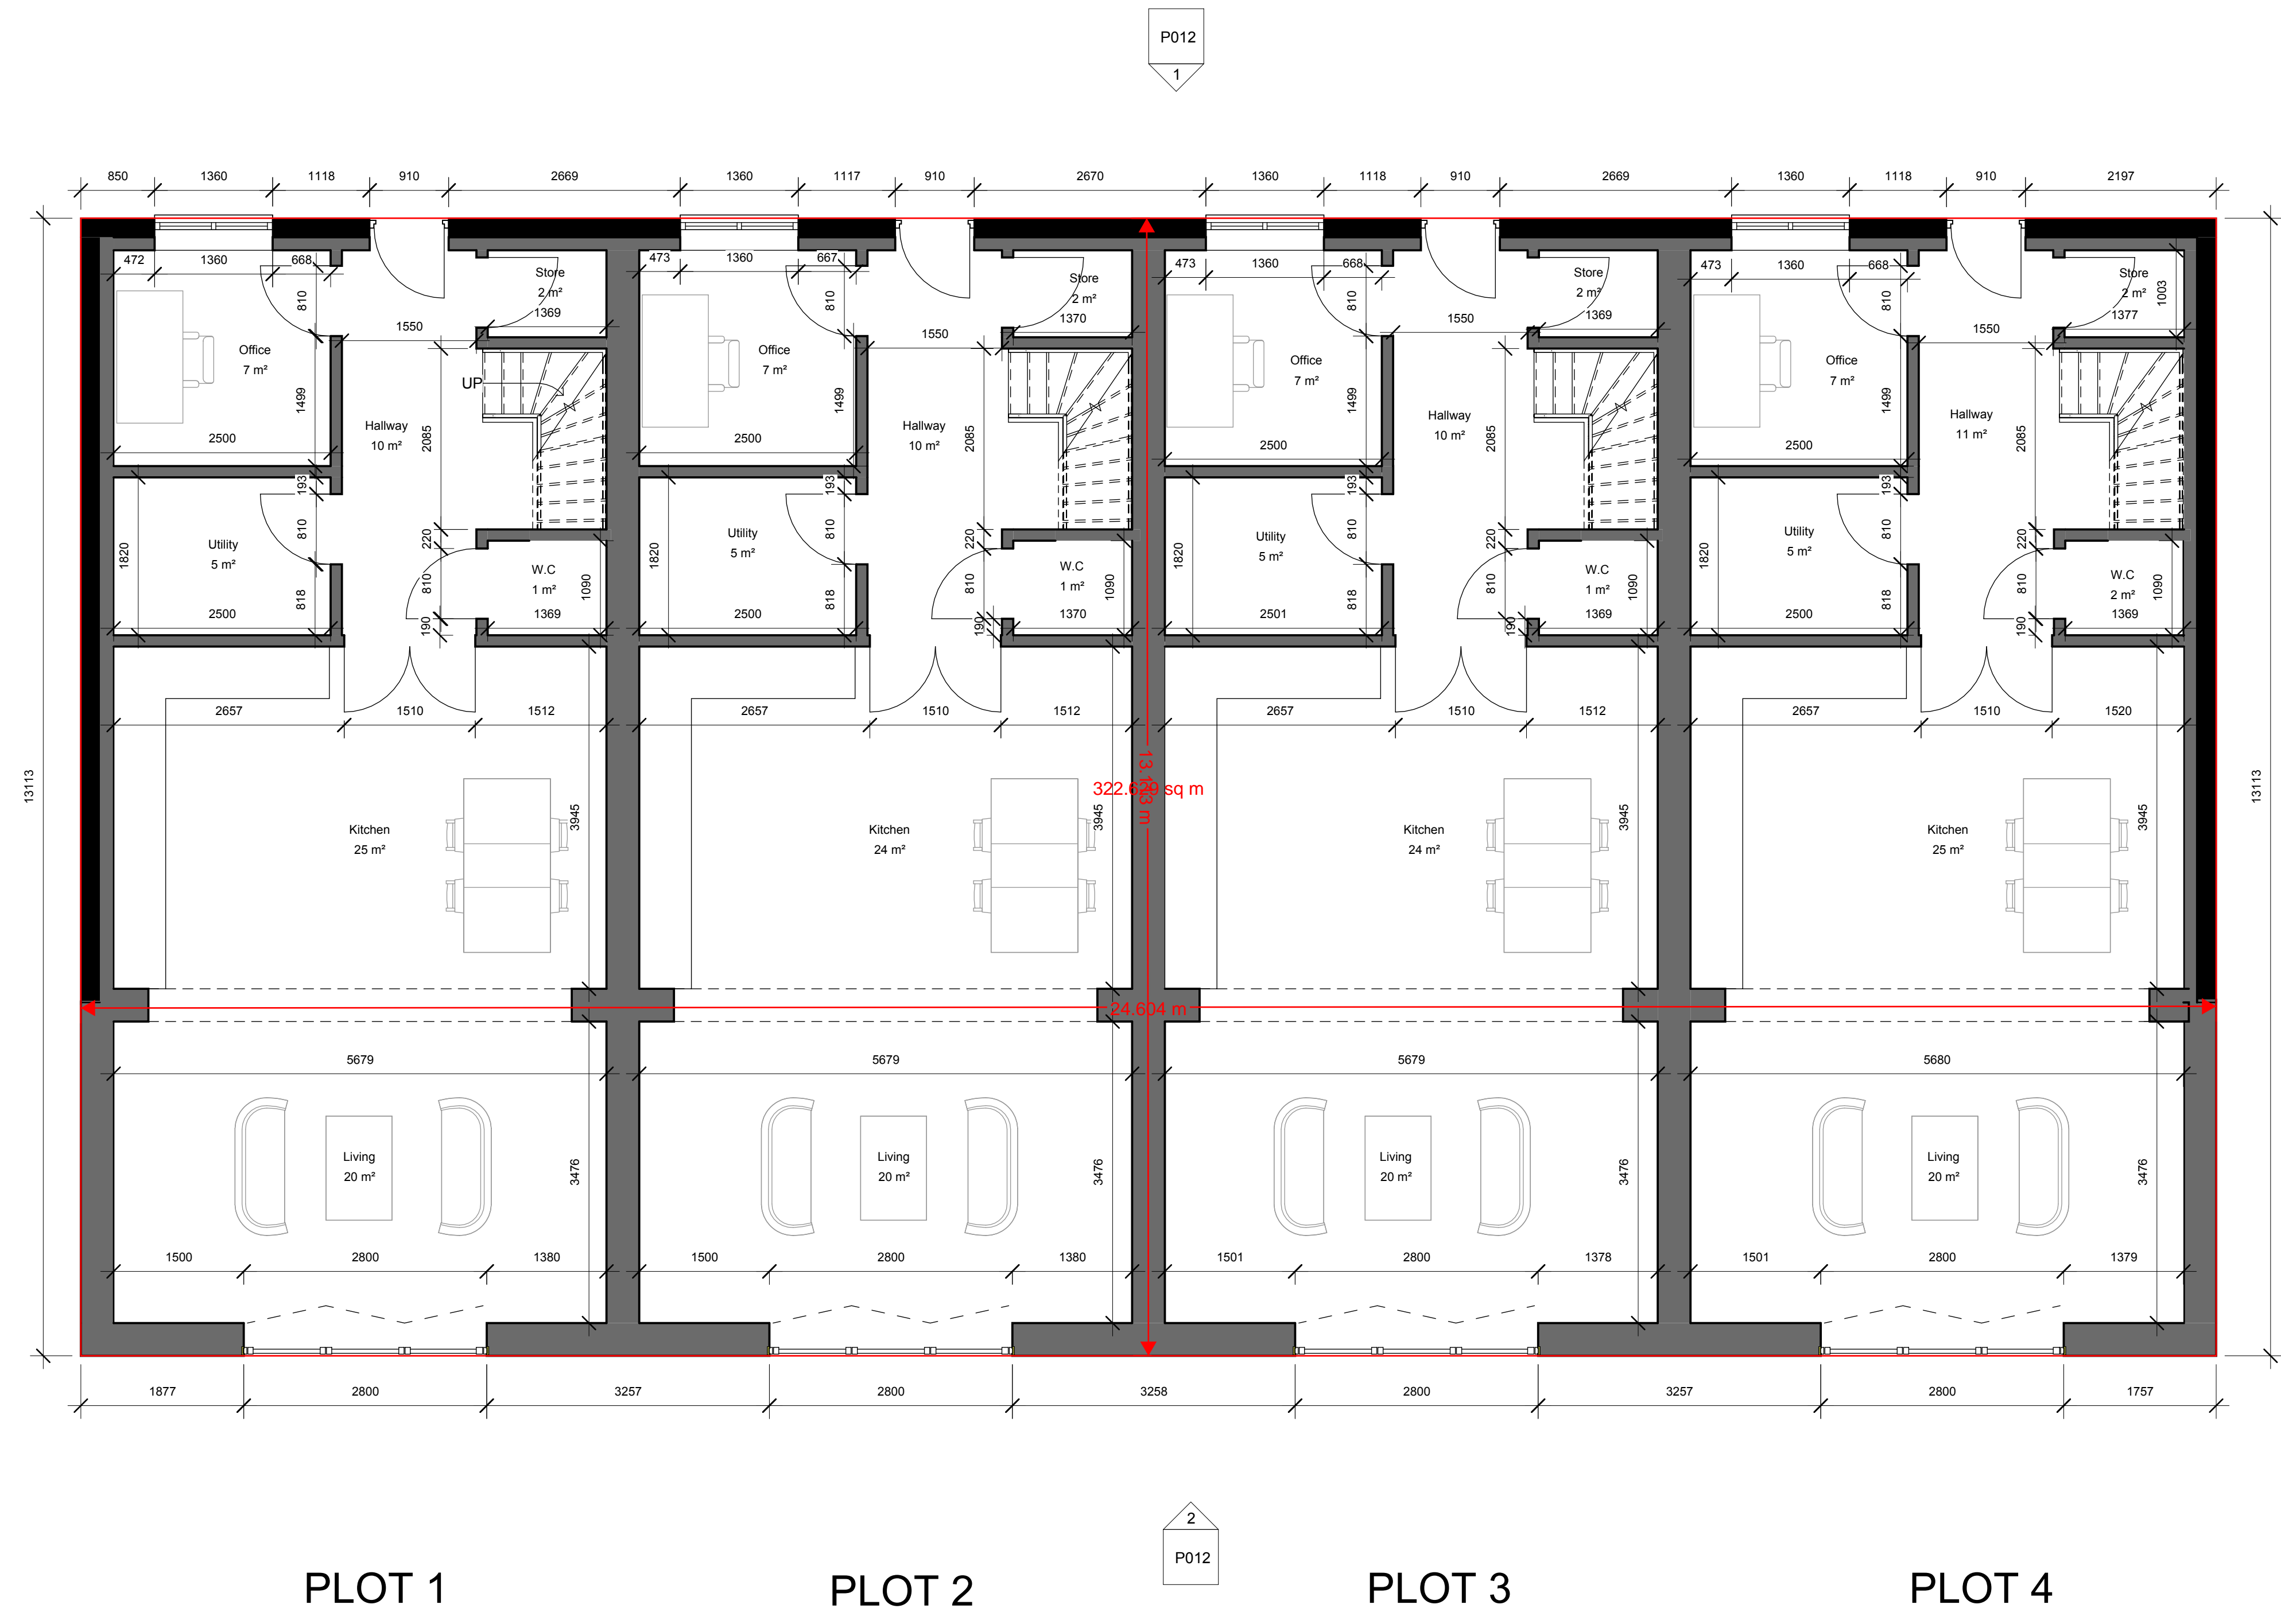 P012
1
850 1360 1118 910 2669 1360 1117 910 2670 1360 1118 910 2669 1360 1118 910 2197
472 1360 668 473 1360 667 473 1360 668 473 1360 668
Store
2 m²
1369
Store
2 m²
1370
Store
2 m²
1369
Store
2 m²
1377
1003
810 810 810 810
1550 1550 1550 1550
Office
7 m²
Office
7 m²
Office
7 m²
Office
7 m²
UP
1499 1499 1499 1499
Hallway
10 m²
Hallway
10 m²
Hallway
10 m²
Hallway
11 m²
2085 2085 2085 2085
2500 2500 2500 2500
193 193 193 193
Utility
5 m²
Utility
5 m²
Utility
5 m²
Utility
5 m²
1820 810 220 1820 810 220 1820 810 220 1820 810 220
W.C
1 m²
W.C
1 m²
W.C
1 m²
W.C
2 m²
818 810 1090 818 810 1090 818 810 1090 818 810 1090
2500 190 1369 2500 190 1370 2501 190 1369 2500 190 1369
2657 1510 1512 2657 1510 1512 2657 1510 1512 2657 1510 1520
13113 13113
322.629 sq m
Kitchen
25 m²
Kitchen
24 m²
Kitchen
24 m²
Kitchen
25 m²
3945 3945 3945 3945
24.604 m
5679 5679 5679 5680
Living
20 m²
Living
20 m²
Living
20 m²
Living
20 m²
3476 3476 3476 3476
1500 2800 1380 1500 2800 1380 1501 2800 1378 1501 2800 1379
1877 2800 3257 2800 3258 2800 3257 2800 1757
2
P012
PLOT 1 PLOT 2 PLOT 3 PLOT 4